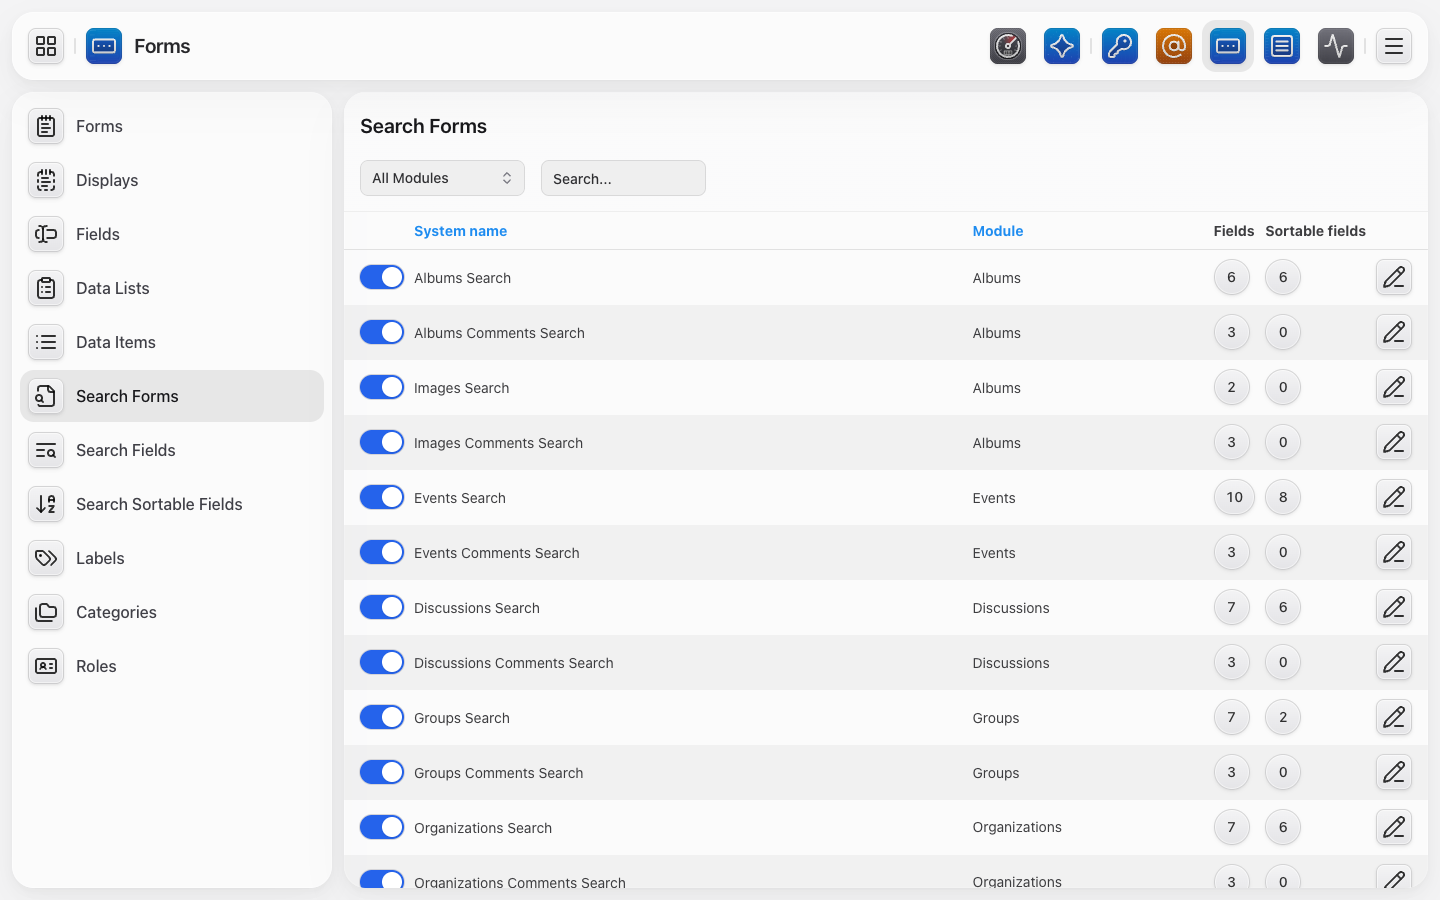 Forms
Forms
Displays
Fields
Data Lists
Data Items
Search Forms
Search Fields
Search Sortable Fields
Labels
Categories
Roles
Search Forms
All Modules
Search...
System name Module Fields Sortable fields
Albums Search Albums 6 6
Albums Comments Search Albums 3 0
Images Search Albums 2 0
Images Comments Search Albums 3 0
Events Search Events 10 8
Events Comments Search Events 3 0
Discussions Search Discussions 7 6
Discussions Comments Search Discussions 3 0
Groups Search Groups 7 2
Groups Comments Search Groups 3 0
Organizations Search Organizations 7 6
Organizations Comments Search Organizations 3 0